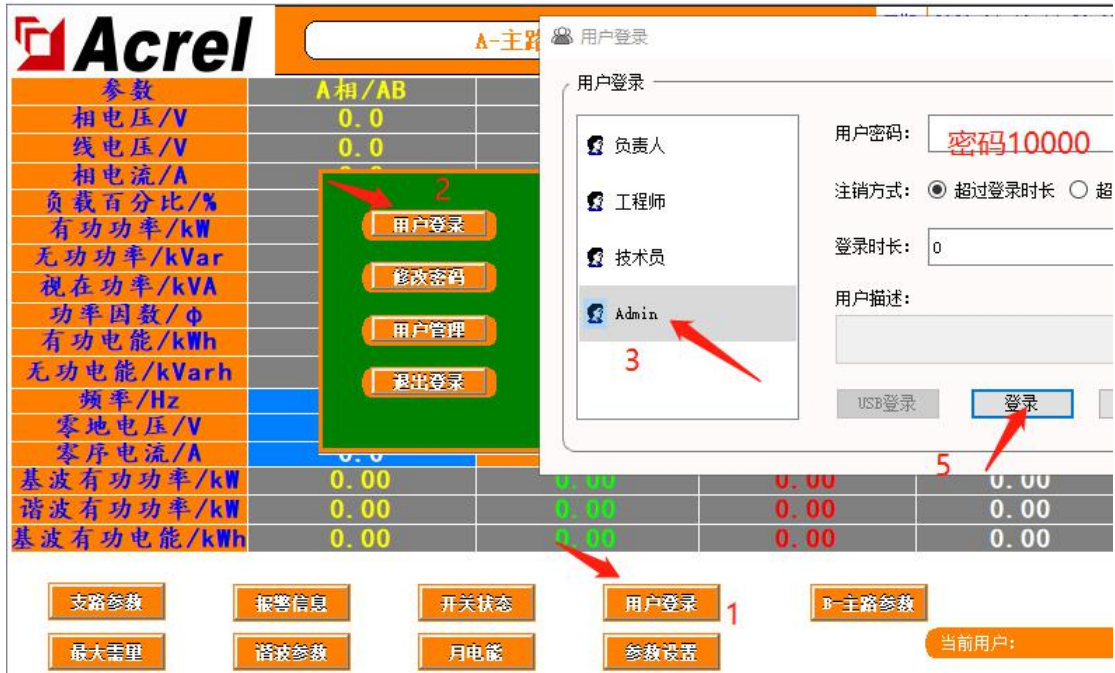 Acrel
A-主路
用户登录
用户登录
参数 A相/AB
相电压/V 0.0
线电压/V 0.0
相电流/A
负载百分比/%
有功功率/kW
无功功率/kVar
视在功率/kVA
功率因数/Φ
有功电能/kWh
无功电能/kVarh
频率/Hz
零地电压/V
零序电流/A 0.0
基波有功功率/kW 0.00 0.00 0.00 0.00
谐波有功功率/kW 0.00 0.00 0.00 0.00
基波有功电能/kWh 0.00 0.00 0.00 0.00
2
用户登录
修改密码
用户管理
退出登录
负责人
工程师
技术员
Admin
3
用户密码: 密码10000
注销方式: 超过登录时长 超
登录时长: 0
用户描述:
USB登录 登录
5
支路参数 报警信息 开关状态 用户登录 1 B-主路参数
最大需里 谐波参数 月电能 参数设置
当前用户: